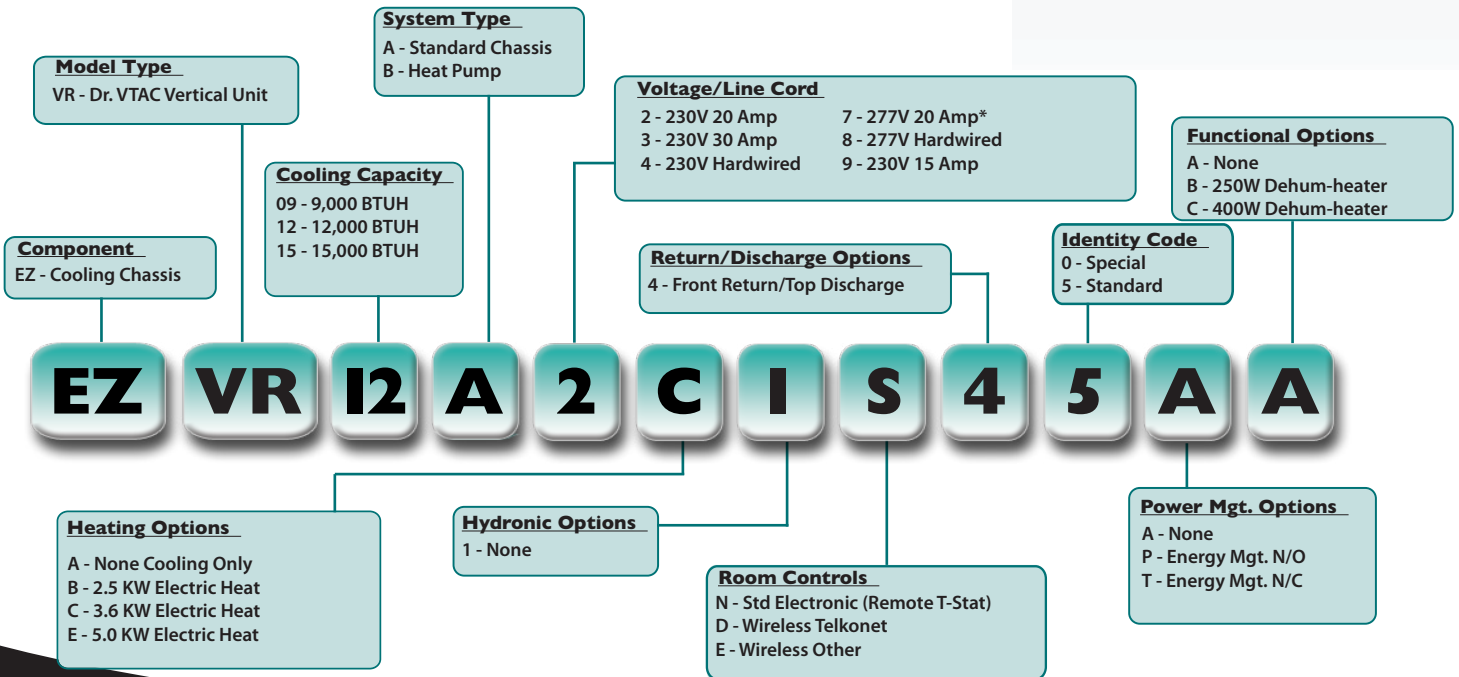 System Type
A - Standard Chassis
B - Heat Pump
Model Type
VR - Dr. VTAC Vertical Unit
Voltage/Line Cord
2 - 230V 20 Amp
3 - 230V 30 Amp
4 - 230V Hardwired
7 - 277V 20 Amp*
8 - 277V Hardwired
9 - 230V 15 Amp
Functional Options
A - None
B - 250W Dehum-heater
C - 400W Dehum-heater
Cooling Capacity
09 - 9,000 BTUH
12 - 12,000 BTUH
15 - 15,000 BTUH
Component
EZ - Cooling Chassis
Return/Discharge Options
4 - Front Return/Top Discharge
Identity Code
0 - Special
5 - Standard
EZ VR 12 A 2 C 1 S 4 5 A A
Heating Options
A - None Cooling Only
B - 2.5 KW Electric Heat
C - 3.6 KW Electric Heat
E - 5.0 KW Electric Heat
Hydronic Options
1 - None
Room Controls
N - Std Electronic (Remote T-Stat)
D - Wireless Telkonet
E - Wireless Other
Power Mgt. Options
A - None
P - Energy Mgt. N/O
T - Energy Mgt. N/C